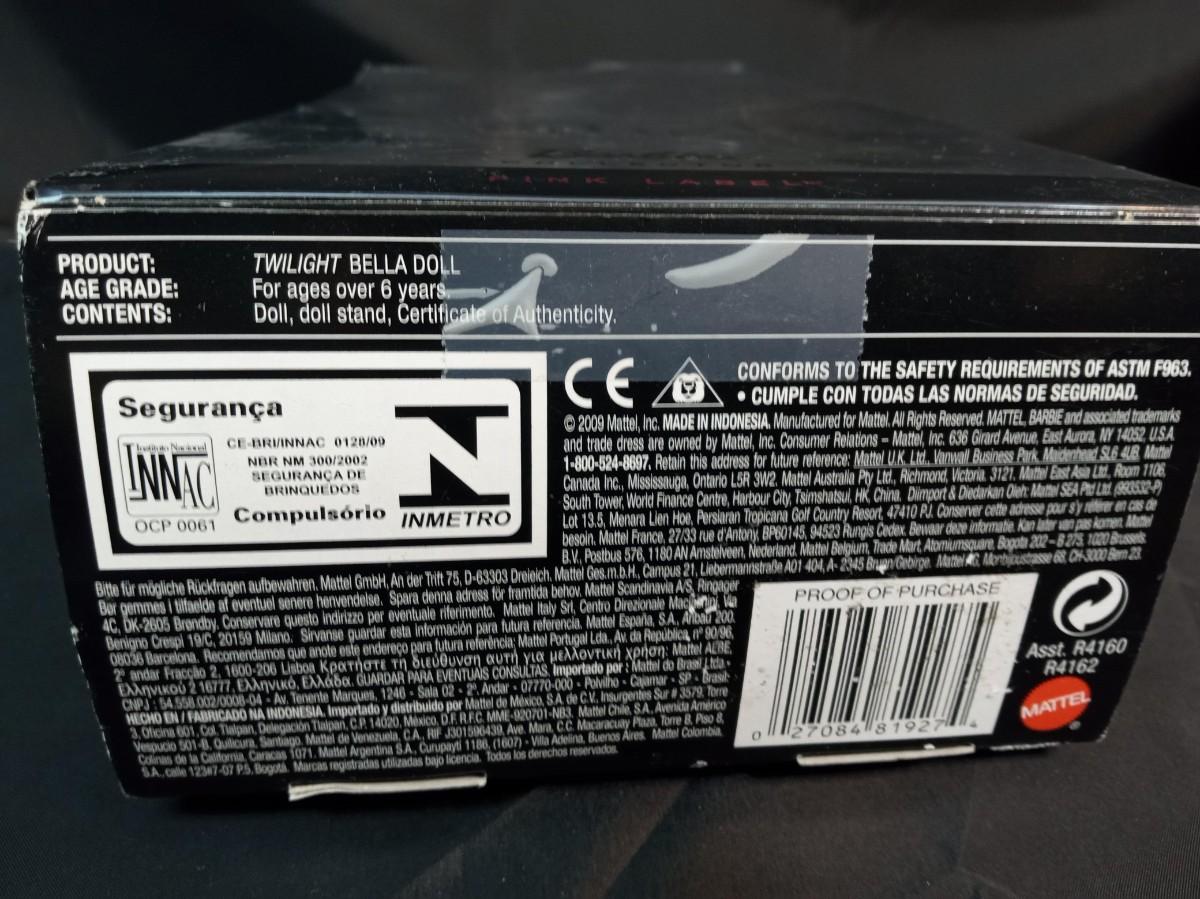 PINK LABEL
PRODUCT: TWILIGHT BELLA DOLL
AGE GRADE: For ages over 6 years.
CONTENTS: Doll, doll stand, Certificate of Authenticity.
Segurança
Instituto Nacional
INNAC
OCP 0061
CE-BRI/INNAC 0128/09
NBR NM 300/2002
SEGURANÇA DE
BRINQUEDOS
Compulsório
INMETRO
CE
CONFORMS TO THE SAFETY REQUIREMENTS OF ASTM F963.
• CUMPLE CON TODAS LAS NORMAS DE SEGURIDAD.
© 2009 Mattel, Inc. MADE IN INDONESIA. Manufactured for Mattel. All Rights Reserved. MATTEL, BARBIE and associated trademarks
and trade dress are owned by Mattel, Inc. Consumer Relations – Mattel, Inc. 636 Girard Avenue, East Aurora, NY 14052, U.S.A.
1-800-524-8697. Retain this address for future reference: Mattel U.K. Ltd., Vanwall Business Park, Maidenhead SL6 4UB. Mattel
Canada Inc., Mississauga, Ontario L5R 3W2. Mattel Australia Pty Ltd., Richmond, Victoria. 3121. Mattel East Asia Ltd., Room 1106,
South Tower, World Finance Centre, Harbour City, Tsimshatsui, HK, China. Diimport & Diedarkan Oleh: Mattel SEA Ptd Ltd. (993532-P)
Lot 13.5, Menara Lien Hoe, Persiaran Tropicana Golf Country Resort, 47410 PJ. Conserver cette adresse pour s'y référer en cas de
besoin. Mattel France, 27/33 rue d'Antony, BP60145, 94523 Rungis Cedex. Bewaar deze informatie. Kan later van pas komen. Mattel
B.V., Postbus 576, 1180 AN Amstelveen, Nederland. Mattel Belgium, Trade Mart, Atomiumsquare, Bogota 202 – B 275, 1020 Brussels.
Bitte für mögliche Rückfragen aufbewahren. Mattel GmbH, An der Trift 75, D-63303 Dreieich. Mattel Ges.m.b.H., Campus 21, Liebermannstraße A01 404, A- 2345 Brunn/George. CH-3000 Bern 23.
Bør gemmes i tilfælde af eventuel senere henvendelse. Spara denna adress för framtida behov. Mattel Scandinavia A/S, Ringager
4C, DK-2605 Brøndby. Conservare questo indirizzo per eventuale riferimento. Mattel Italy Srl, Centro Direzionale
Benigno Crespi 19/C, 20159 Milano. Sírvanse guardar esta información para futura referencia. Mattel España, S.A., Aribau 200.
08036 Barcelona. Recomendamos que anote este endereço para futura referência. Mattel Portugal Lda., Av. da República, nº 90/96
2º andar Fracção 2, 1600-206 Lisboa Κρατήστε τη διεύθυνση αυτή για μελλοντική χρήση: Mattel AEBE,
Ελληνικού 2 16777, Ελληνικό, Ελλάδα. GUARDAR PARA EVENTUAIS CONSULTAS. Importado por : Mattel do Brasil Ltda.-
CNPJ : 54.558.002/0008-04 - Av. Tenente Marques, 1246 - Sala 02 - 2º. Andar - 07770-000 - Polvilho - Cajamar - SP - Brasil.
HECHO EN / FABRICADO NA INDONESIA. Importado y distribuido por Mattel de México, S.A. de C.V. Insurgentes Sur # 3579, Torre
3, Oficina 601, Col. Tlalpan, Delegación Tlalpan, C.P. 14020, México, D.F. R.F.C. MME-920701-NB3. Mattel Chile, S.A., Avenida Américo
Vespucio 501-B, Quilicura, Santiago. Mattel de Venezuela, C.A., RIF J301596439, Ave. Mara, C.C. Macaracuay Plaza, Torre B, Piso 8,
Colinas de la California, Caracas 1071. Mattel Argentina S.A., Curupaytí 1186, (1607) - Villa Adelina, Buenos Aires. Mattel Colombia,
S.A., calle 123#7-07 P.5, Bogotá. Marcas registradas utilizadas bajo licencia. Todos los derechos reservados.
PROOF OF PURCHASE
0 27084 81927 4
Asst. R4160
R4162
MATTEL
®